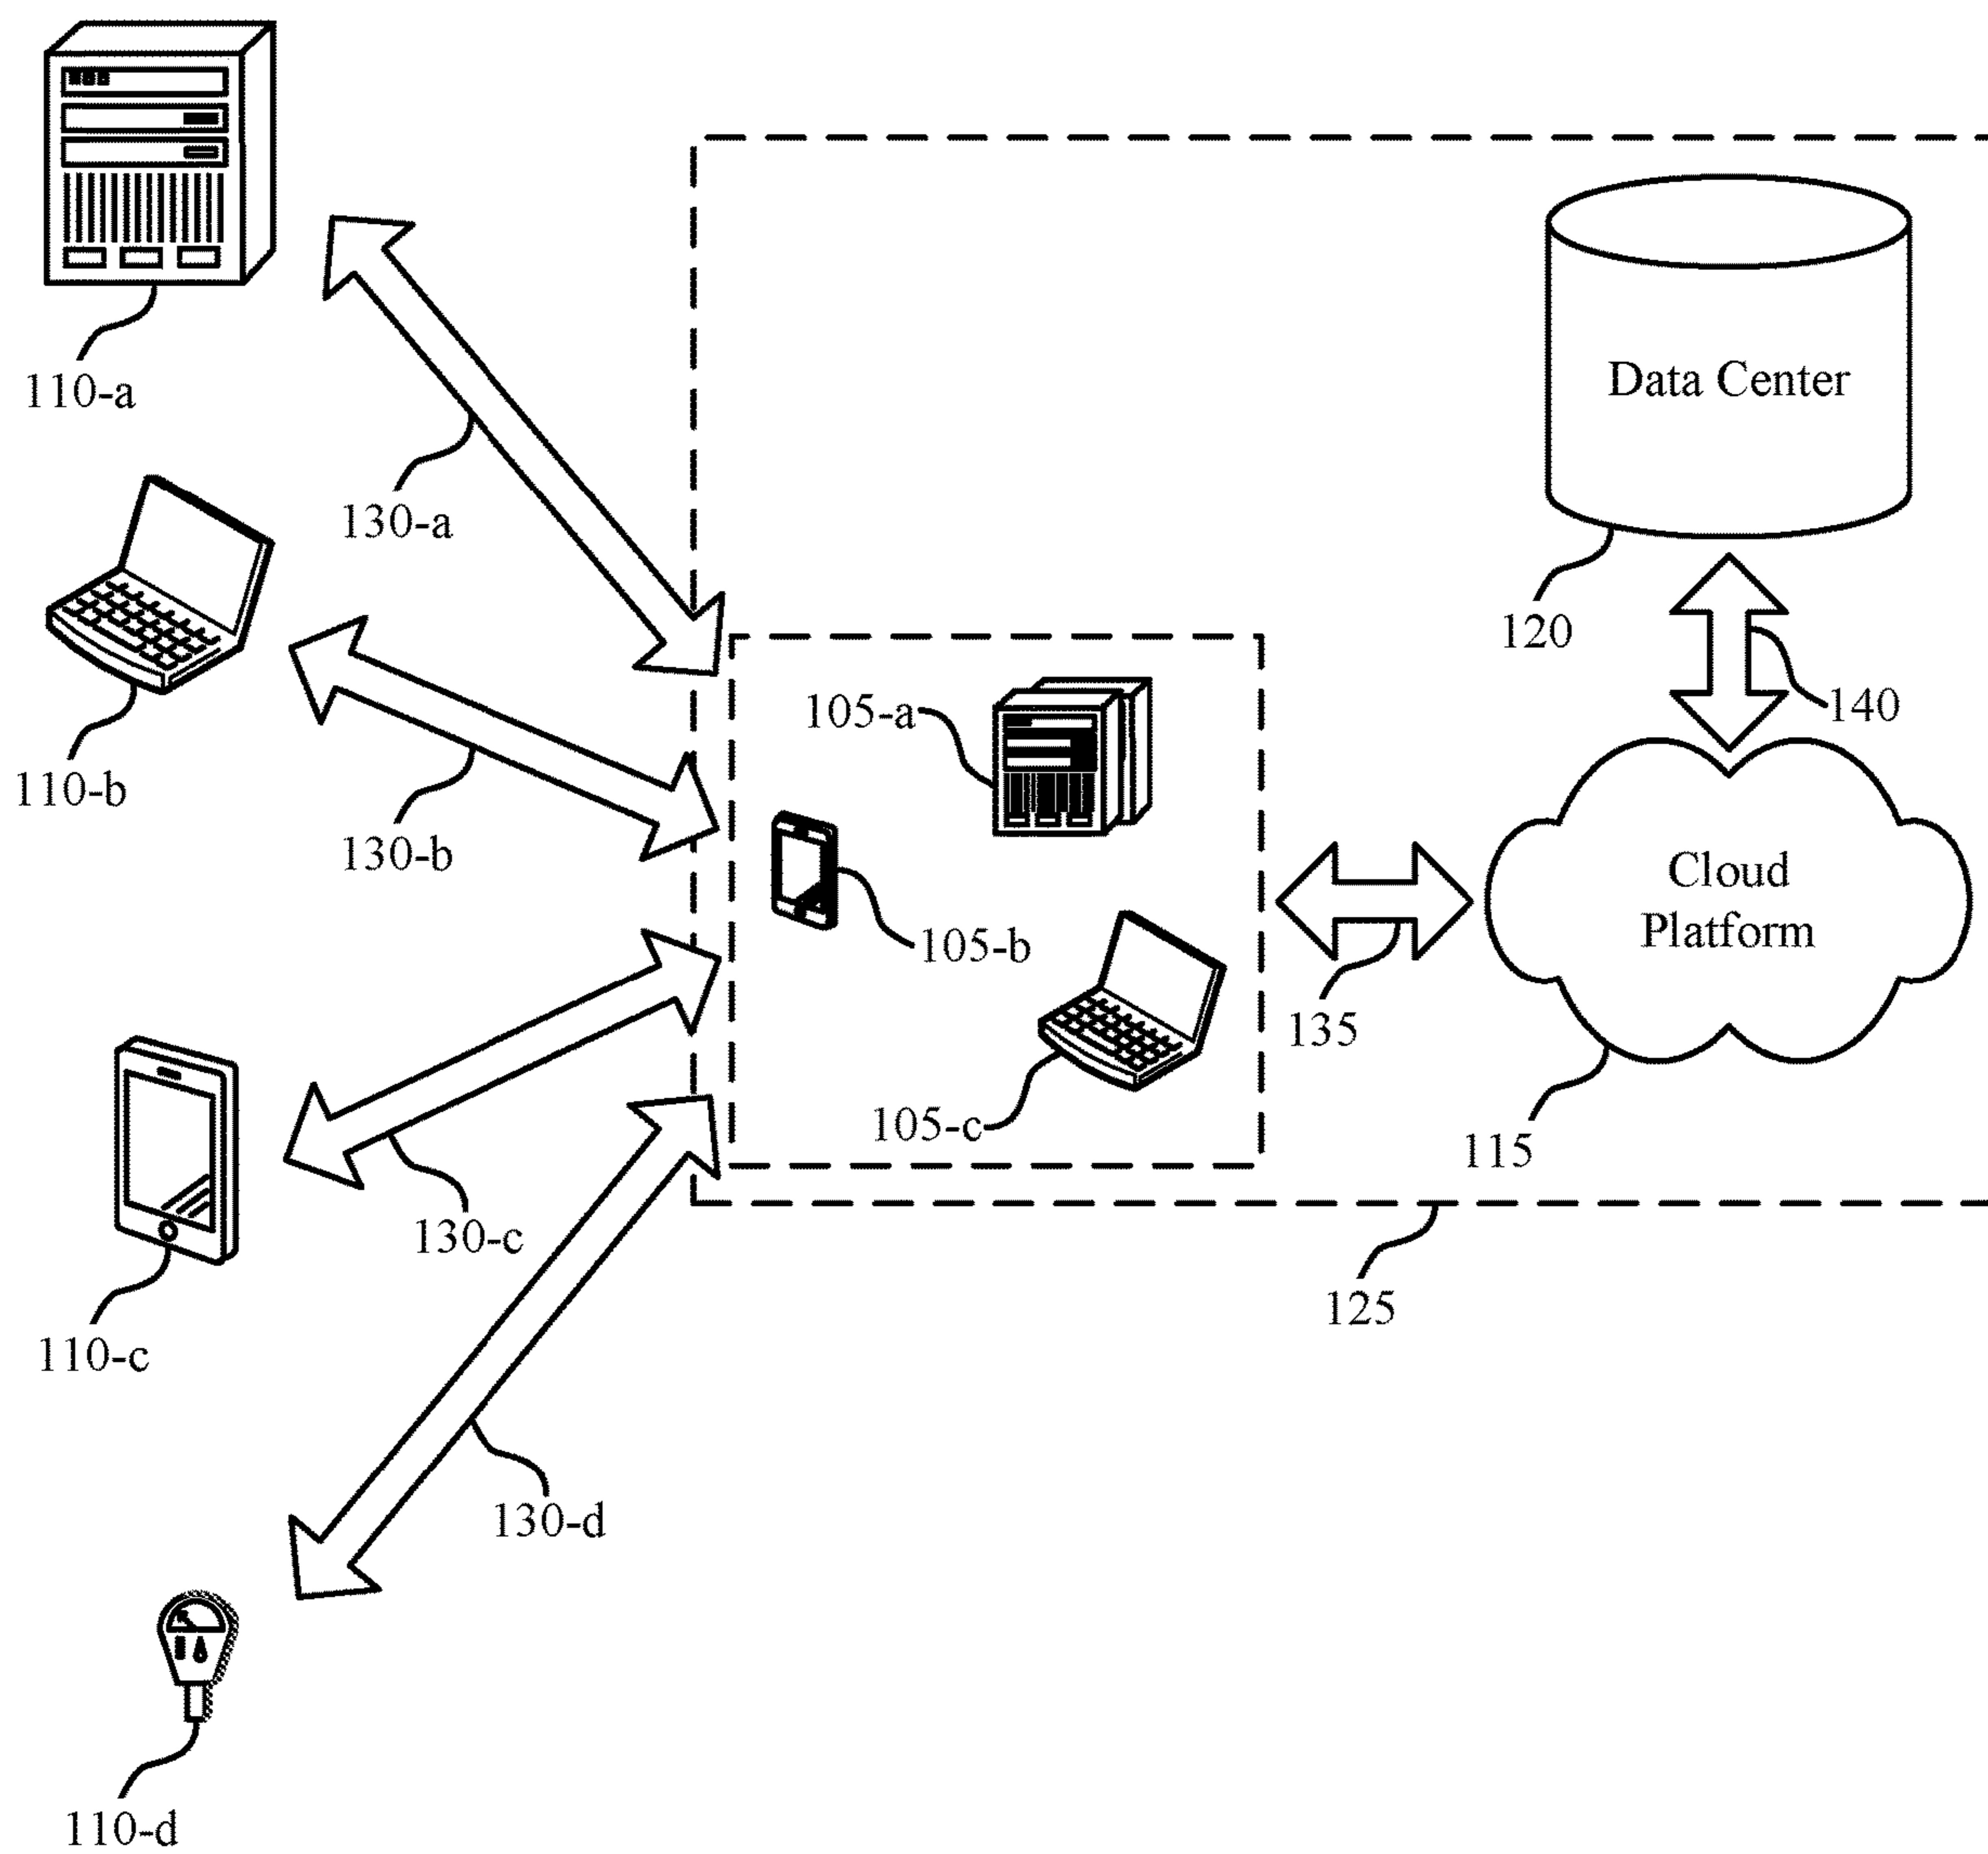 110-a
130-a
Data Center
120
140
110-b
130-b
105-a
105-b
Cloud
Platform
135
105-c
115
130-c
125
110-c
130-d
110-d